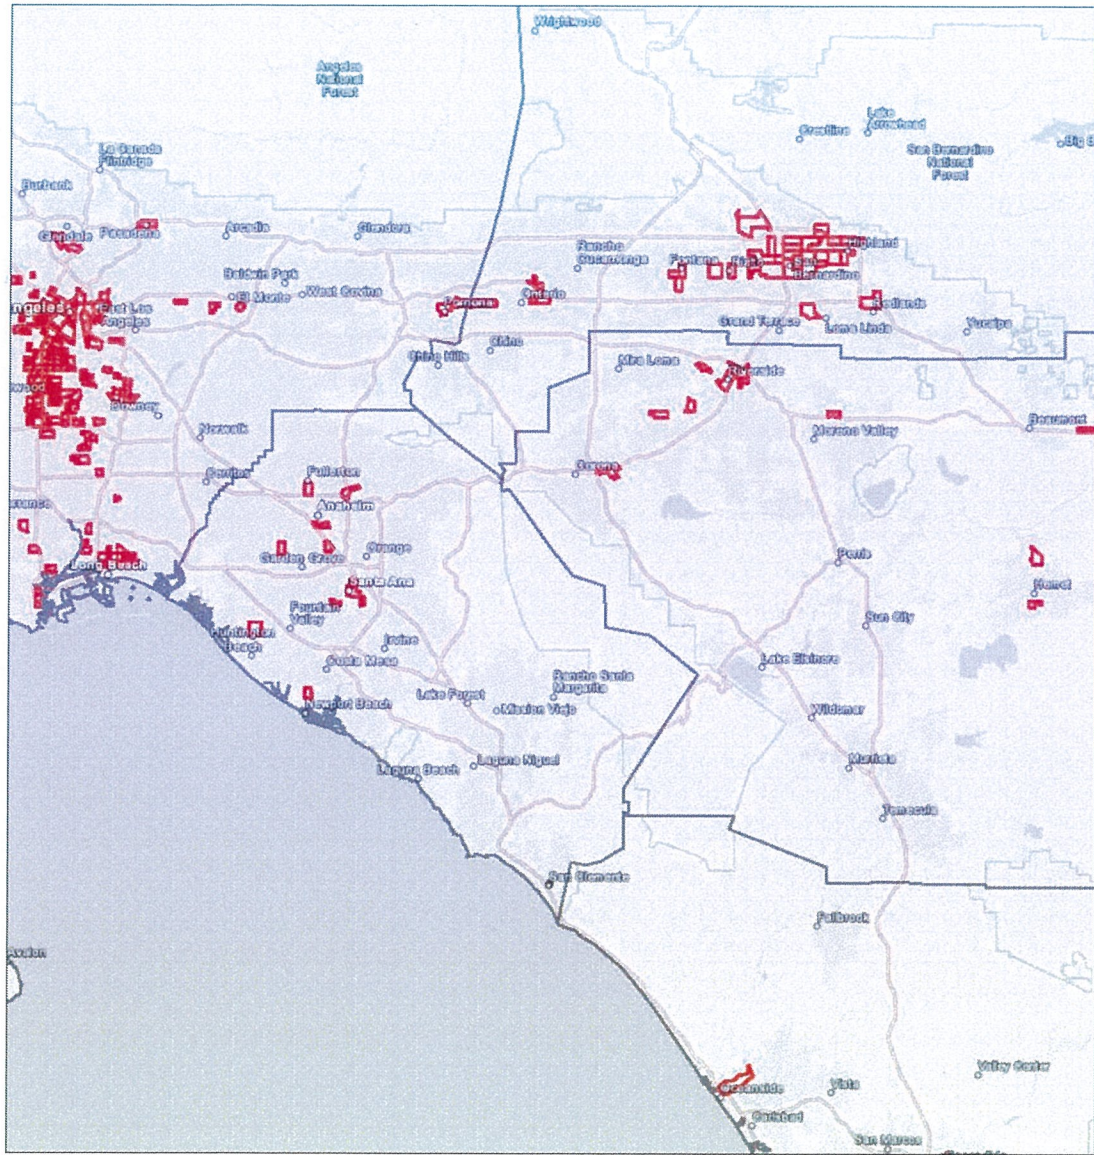 Wrightwood
Angeles
National
Forest
Lake
Arrowhead
Crestline
Big B
San Bernardino
National
Forest
La Canada
Flintridge
Burbank
Glendale
Pasadena
Arcadia
Glendora
Rancho
Cucamonga
Highland
Fontana
Rialto
San
Bernardino
Baldwin Park
El Monte
West Covina
Pomona
Ontario
Redlands
ngeles
East Los
Angeles
Grand Terrace
Loma Linda
Yucaipa
Chino
Chino Hills
Mira Loma
Riverside
wood
Downey
Norwalk
Moreno Valley
Beaumont
Cerritos
Fullerton
Corona
rrance
Anaheim
Garden Grove
Orange
Long Beach
Santa Ana
Perris
Hemet
Fountain
Valley
Huntington
Beach
Irvine
Sun City
Costa Mesa
Lake Elsinore
Rancho Santa
Margarita
Lake Forest
Mission Viejo
Newport Beach
Wildomar
Laguna Beach
Laguna Niguel
Murrieta
Temecula
San Clemente
Fallbrook
Avalon
Oceanside
Vista
Valley Center
Carlsbad
San Marcos